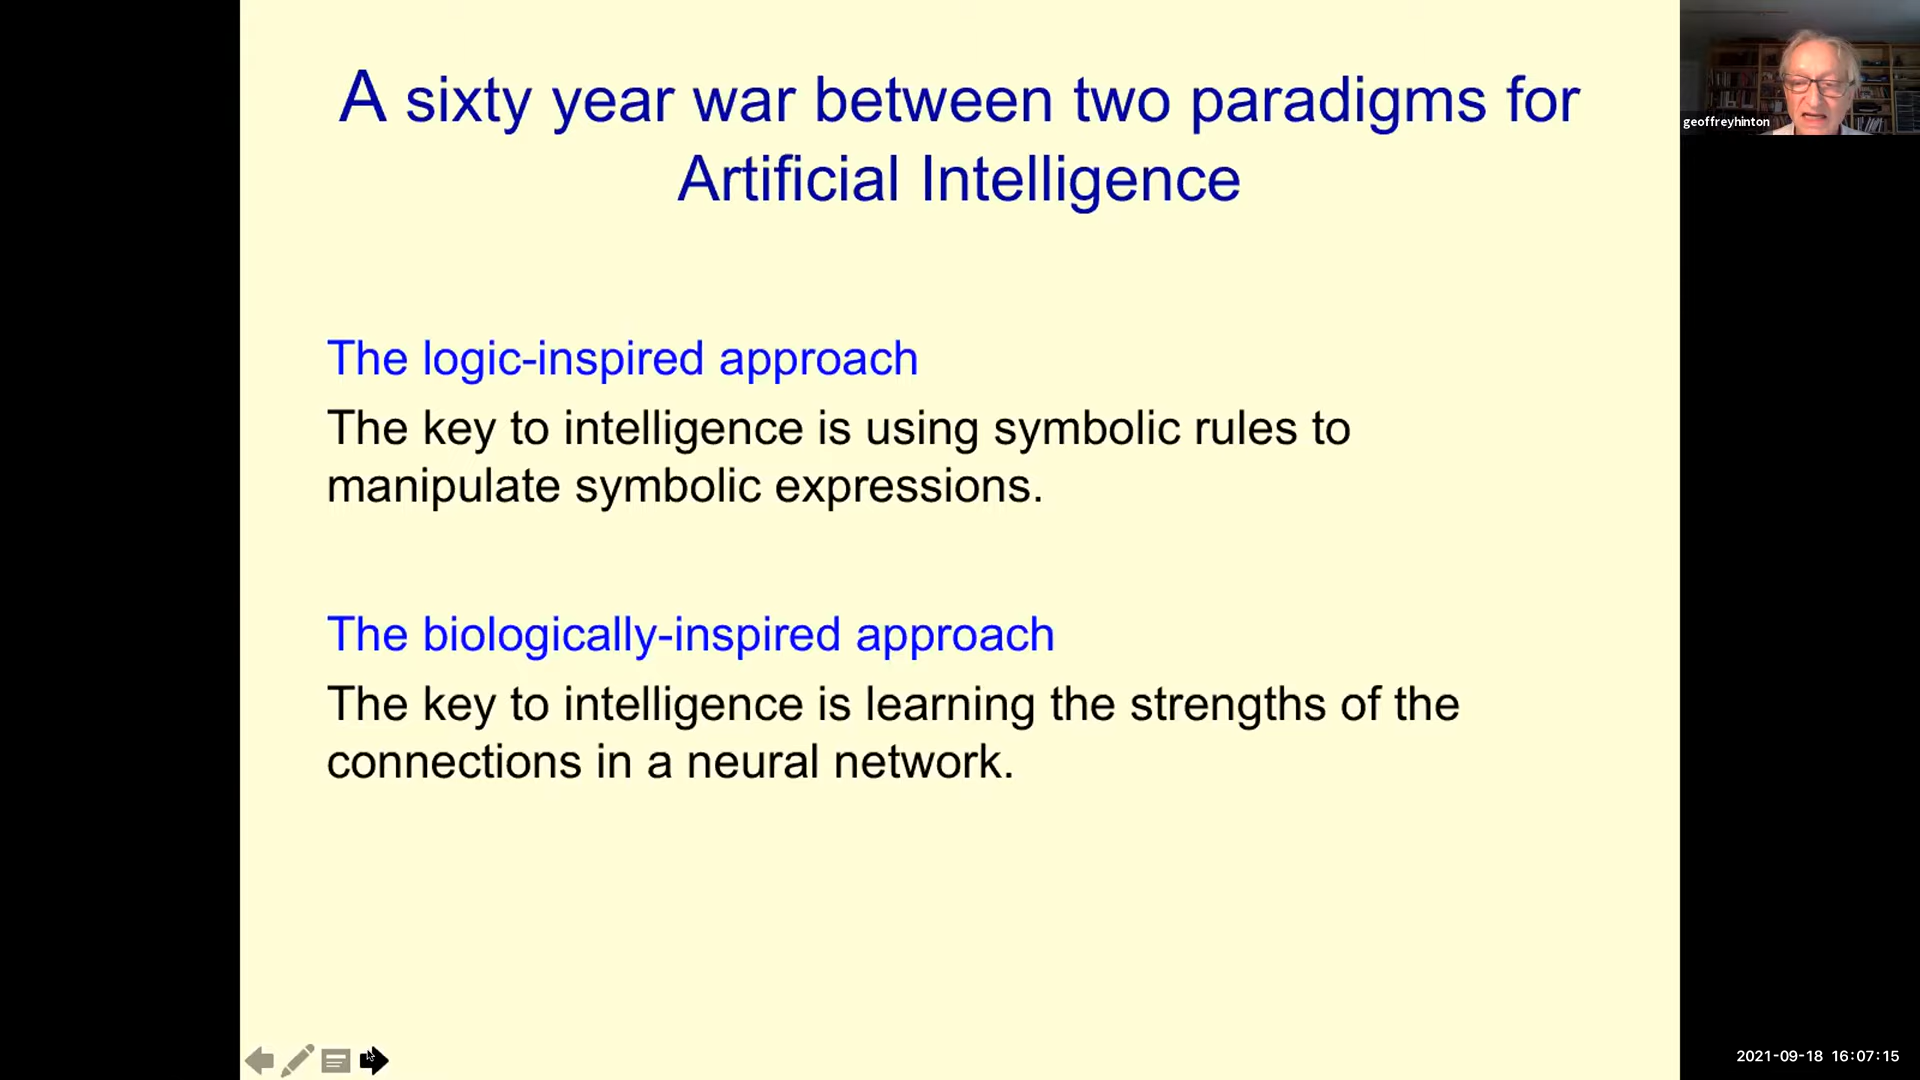 A sixty year war between two paradigms for
Artificial Intelligence
geoffreyhinton
The logic-inspired approach
The key to intelligence is using symbolic rules to
manipulate symbolic expressions.
The biologically-inspired approach
The key to intelligence is learning the strengths of the
connections in a neural network.
2021-09-18 16:07:15